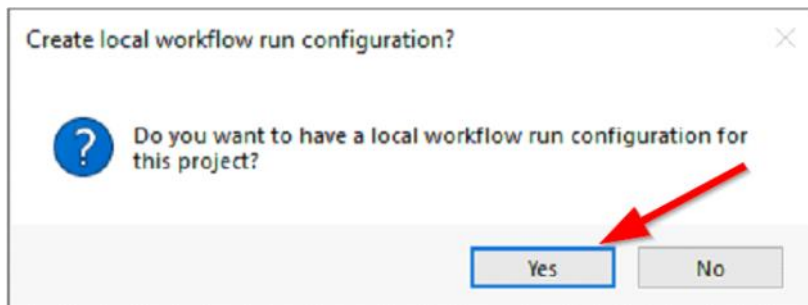 Create local workflow run configuration?
Do you want to have a local workflow run configuration for
this project?
Yes
No